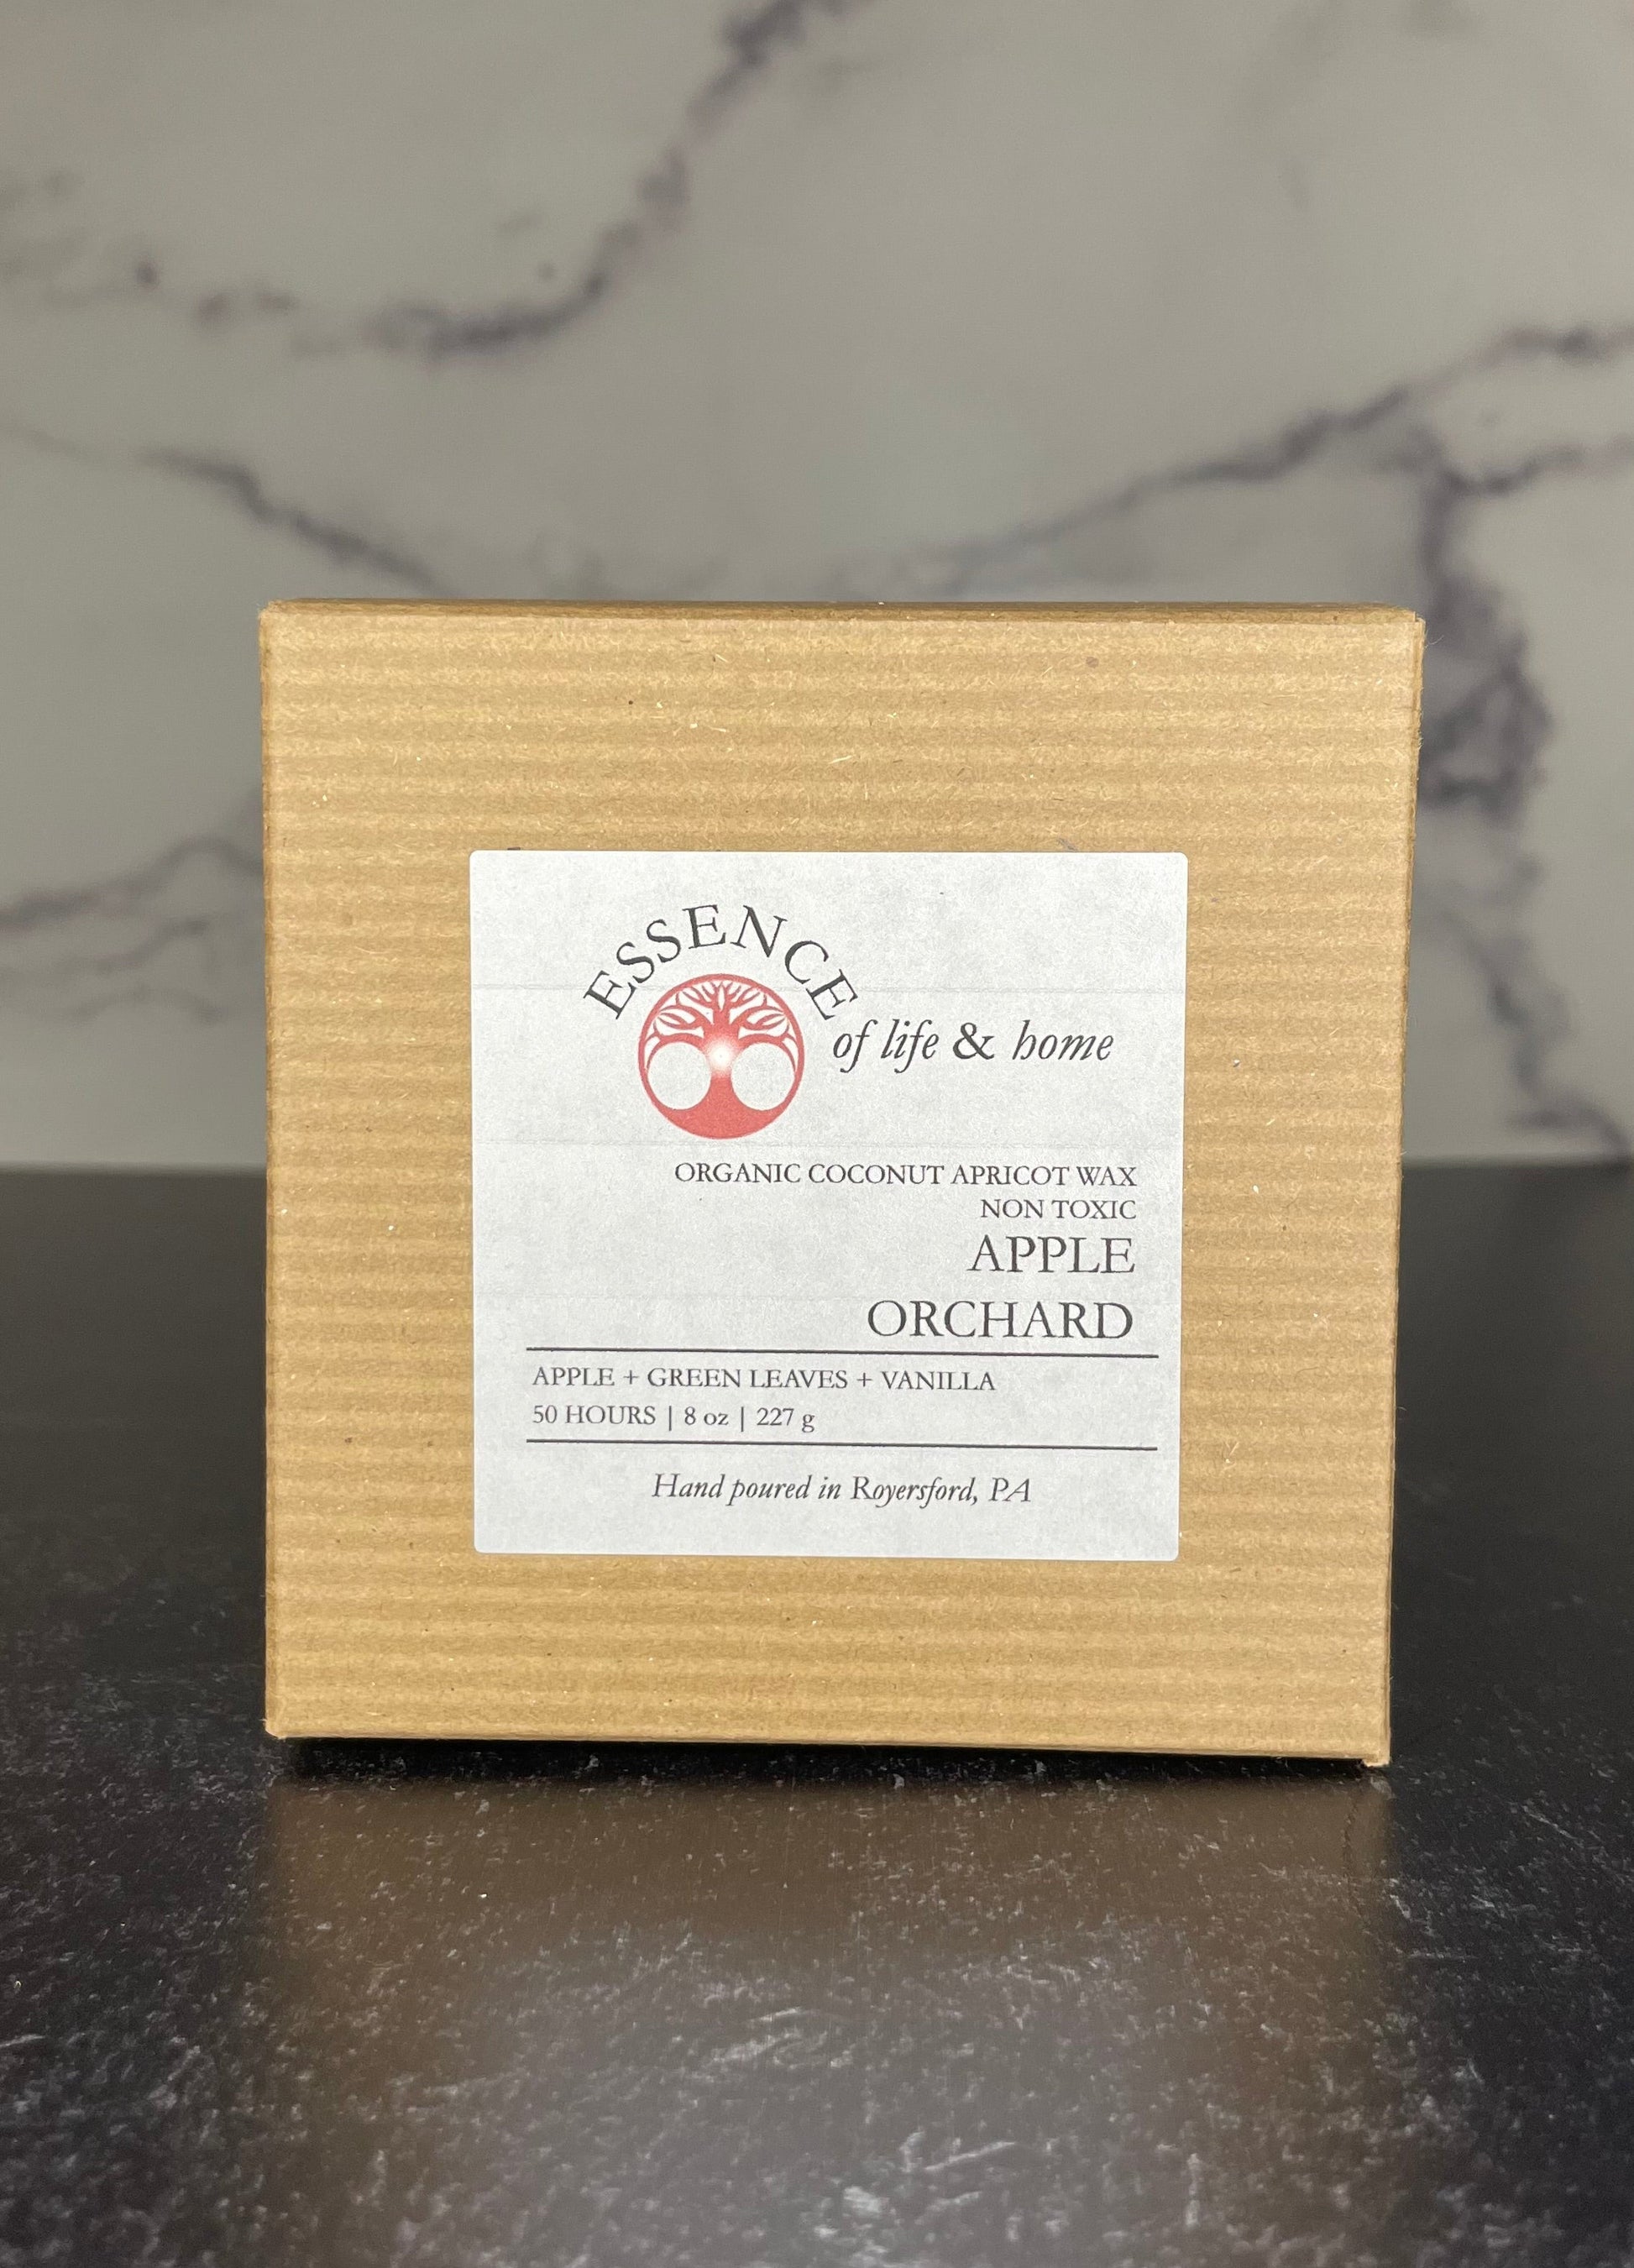 ESSENCE
of life & home
ORGANIC COCONUT APRICOT WAX
NON TOXIC
APPLE
ORCHARD
APPLE + GREEN LEAVES + VANILLA
50 HOURS | 8 oz | 227 g
Hand poured in Royersford, PA